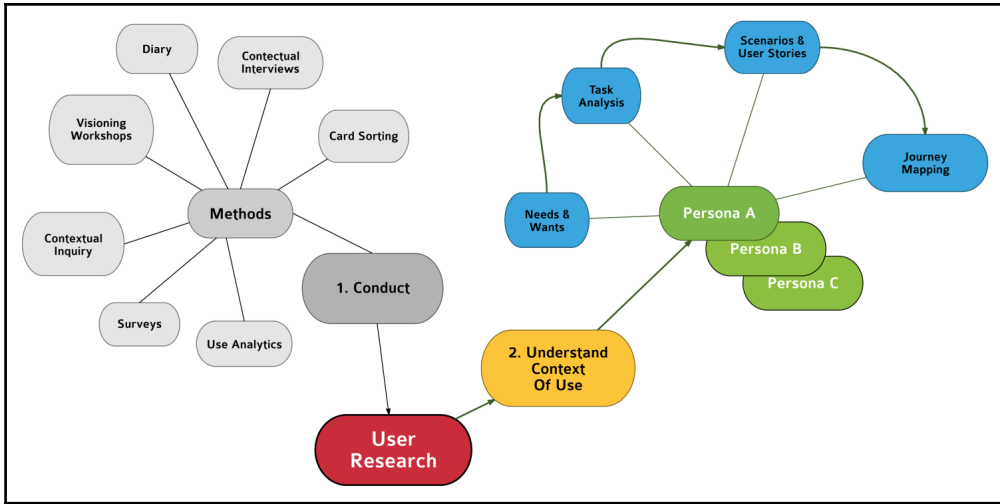 Diary
Contectual
Interviews
Visioning
Workshops
Card Sorting
Methods
Contextual
Inquiry
Surveys
Use Analytics
1. Conduct
User
Research
2. Understand
Context
Of Use
Persona A
Persona B
Persona C
Needs &
Wants
Task
Analysis
Scenarios &
User Stories
Journey
Mapping